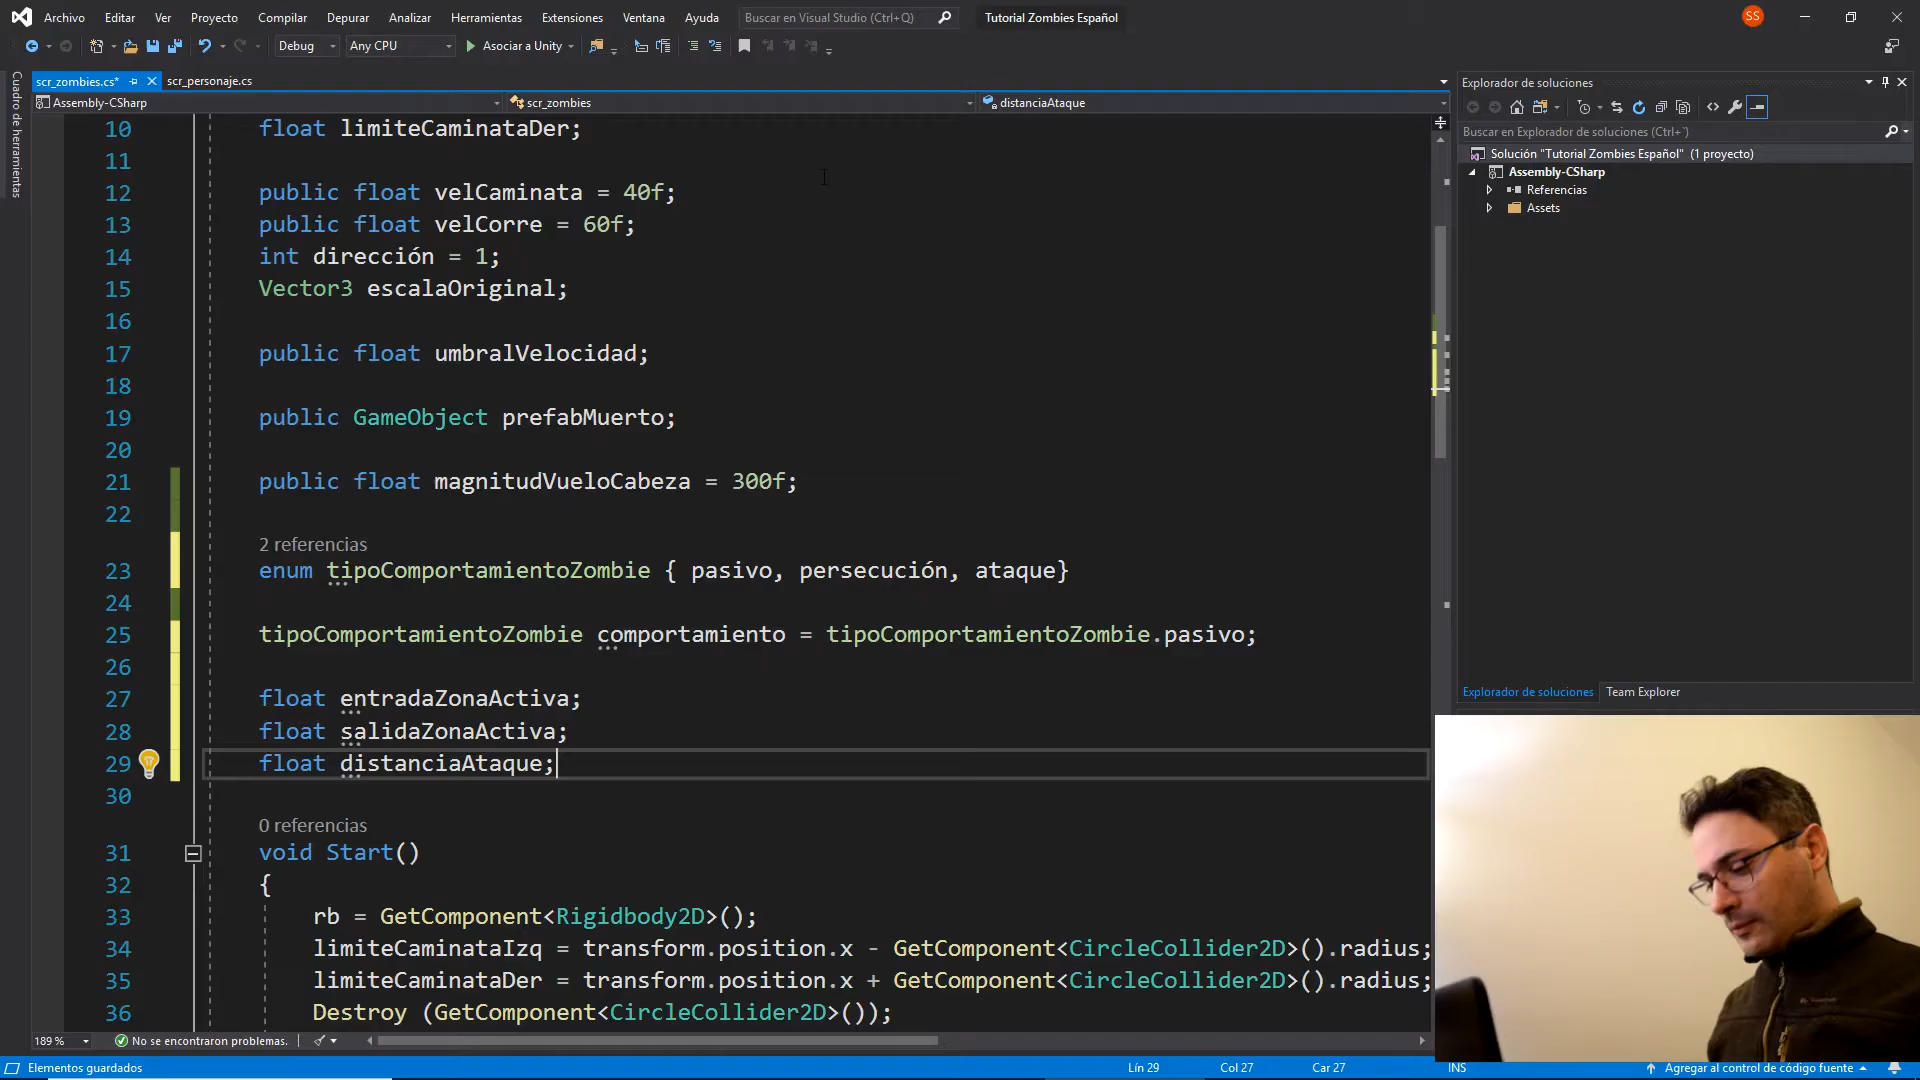 Archivo Editar Ver Proyecto Compilar Depurar Analizar Herramientas Extensiones Ventana Ayuda Buscar en Visual Studio (Ctrl+Q) Tutorial Zombies Español SS
Debug Any CPU Asociar a Unity
Cuadro de herramientas
scr_zombies.cs* scr_personaje.cs
Assembly-CSharp scr_zombies distanciaAtaque
10 float limiteCaminataDer;
11
12 public float velCaminata = 40f;
13 public float velCorre = 60f;
14 int dirección = 1;
15 Vector3 escalaOriginal;
16
17 public float umbralVelocidad;
18
19 public GameObject prefabMuerto;
20
21 public float magnitudVueloCabeza = 300f;
22
2 referencias
23 enum tipoComportamientoZombie { pasivo, persecución, ataque}
24
25 tipoComportamientoZombie comportamiento = tipoComportamientoZombie.pasivo;
26
27 float entradaZonaActiva;
28 float salidaZonaActiva;
29 float distanciaAtaque;
30
0 referencias
31 void Start()
32 {
33 rb = GetComponent<Rigidbody2D>();
34 limiteCaminataIzq = transform.position.x - GetComponent<CircleCollider2D>().radius;
35 limiteCaminataDer = transform.position.x + GetComponent<CircleCollider2D>().radius;
36 Destroy (GetComponent<CircleCollider2D>());
189 % No se encontraron problemas.
Explorador de soluciones
Buscar en Explorador de soluciones (Ctrl+`)
Solución "Tutorial Zombies Español" (1 proyecto)
Assembly-CSharp
Referencias
Assets
Explorador de soluciones Team Explorer
Elementos guardados Lín 29 Col 27 Car 27 INS Agregar al control de código fuente